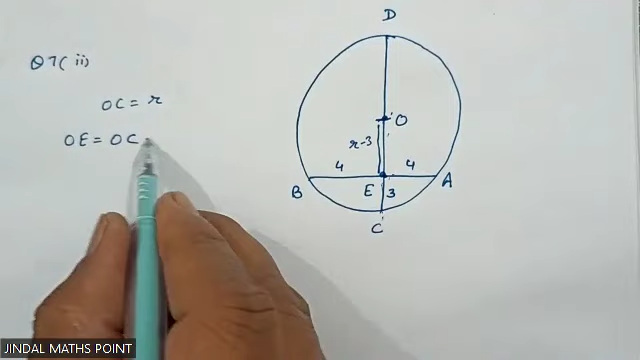 D
Q7(ii)
OC = r
O
OE = OC
r-3
4
4
B
E
3
A
C
JINDAL MATHS POINT